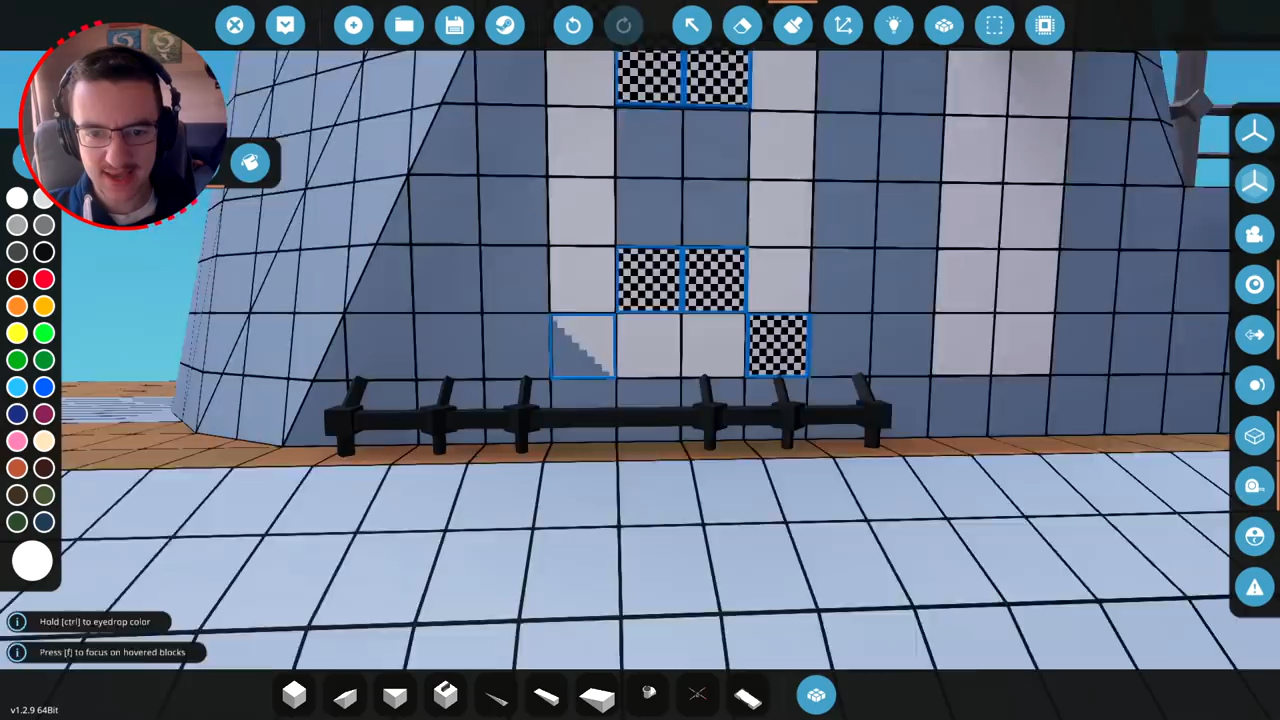 Hold [ctrl] to eyedrop color
Press [f] to focus on hovered blocks
v1.2.9 64Bit